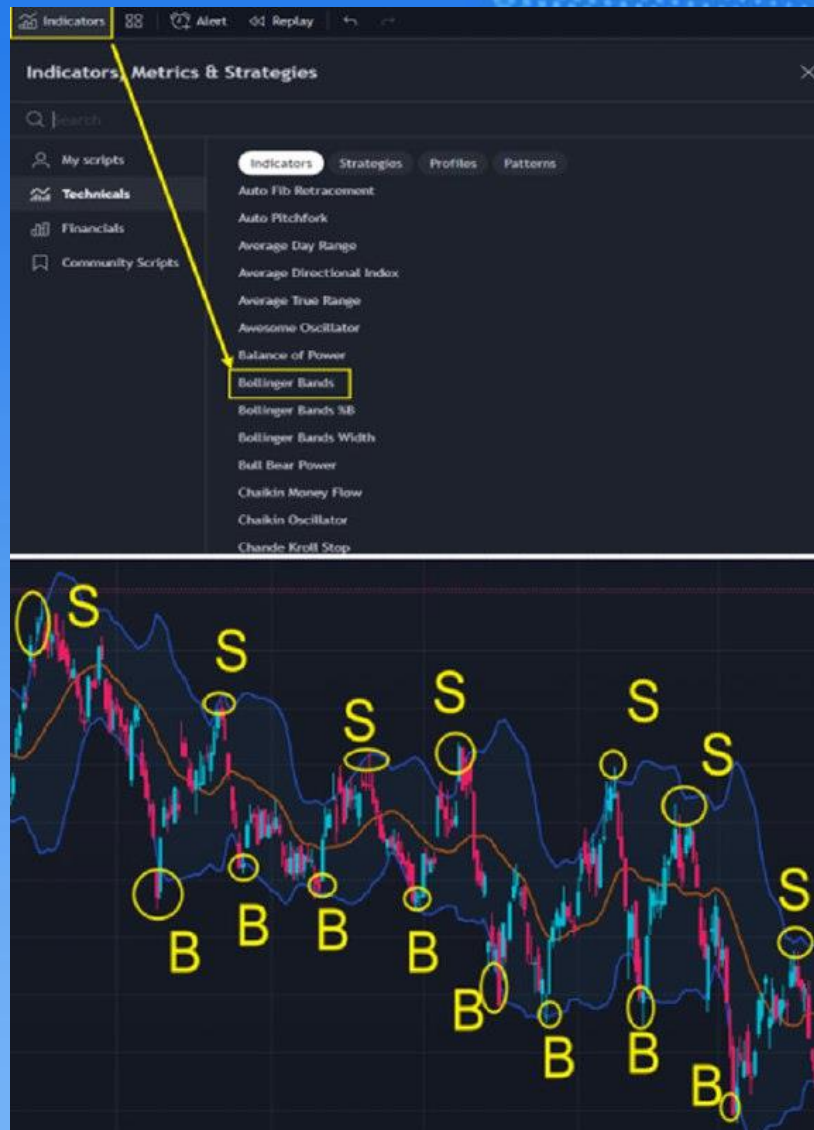 Indicators Alert Replay
Indicators, Metrics & Strategies
Search
My scripts
Technicals
Financials
Community Scripts
Indicators Strategies Profiles Patterns
Auto Fib Retracement
Auto Pitchfork
Average Day Range
Average Directional Index
Average True Range
Awesome Oscillator
Balance of Power
Bollinger Bands
Bollinger Bands %B
Bollinger Bands Width
Bull Bear Power
Chaikin Money Flow
Chaikin Oscillator
Chande Kroll Stop
S
S
S
S
S
S
S
B
B
B
B
B
B
B
B